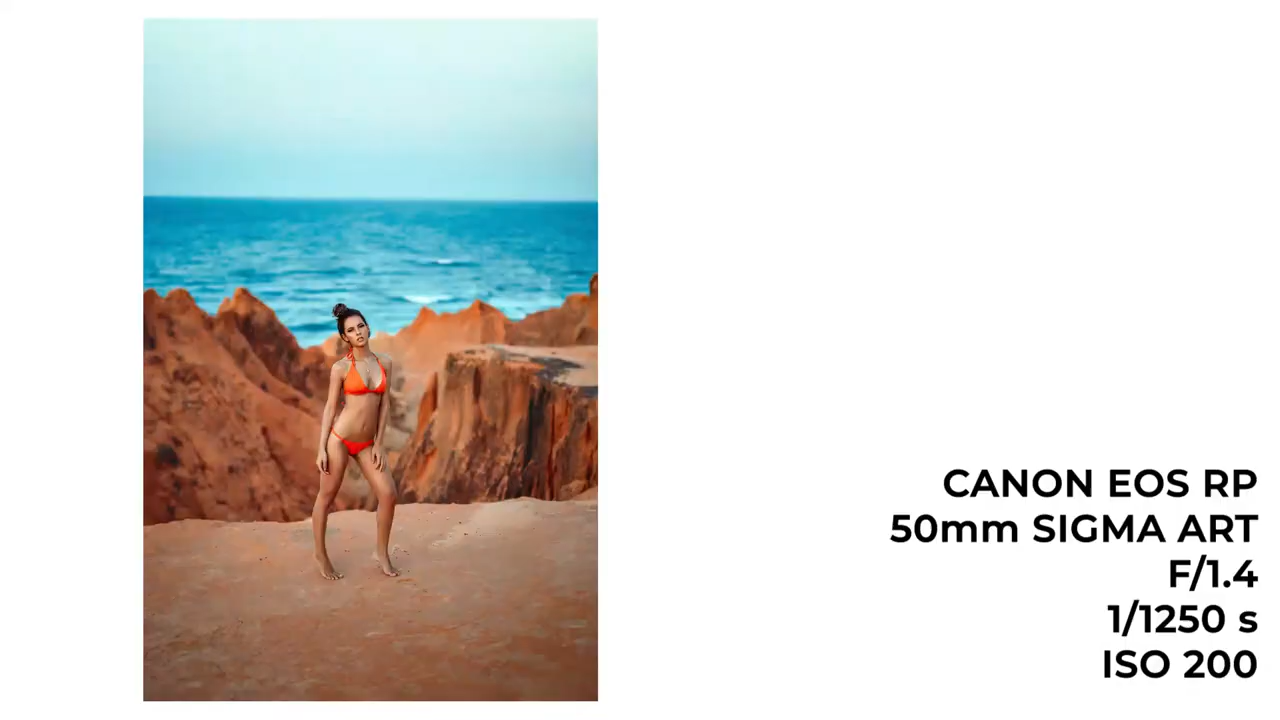 CANON EOS RP
50mm SIGMA ART
F/1.4
1/1250 s
ISO 200